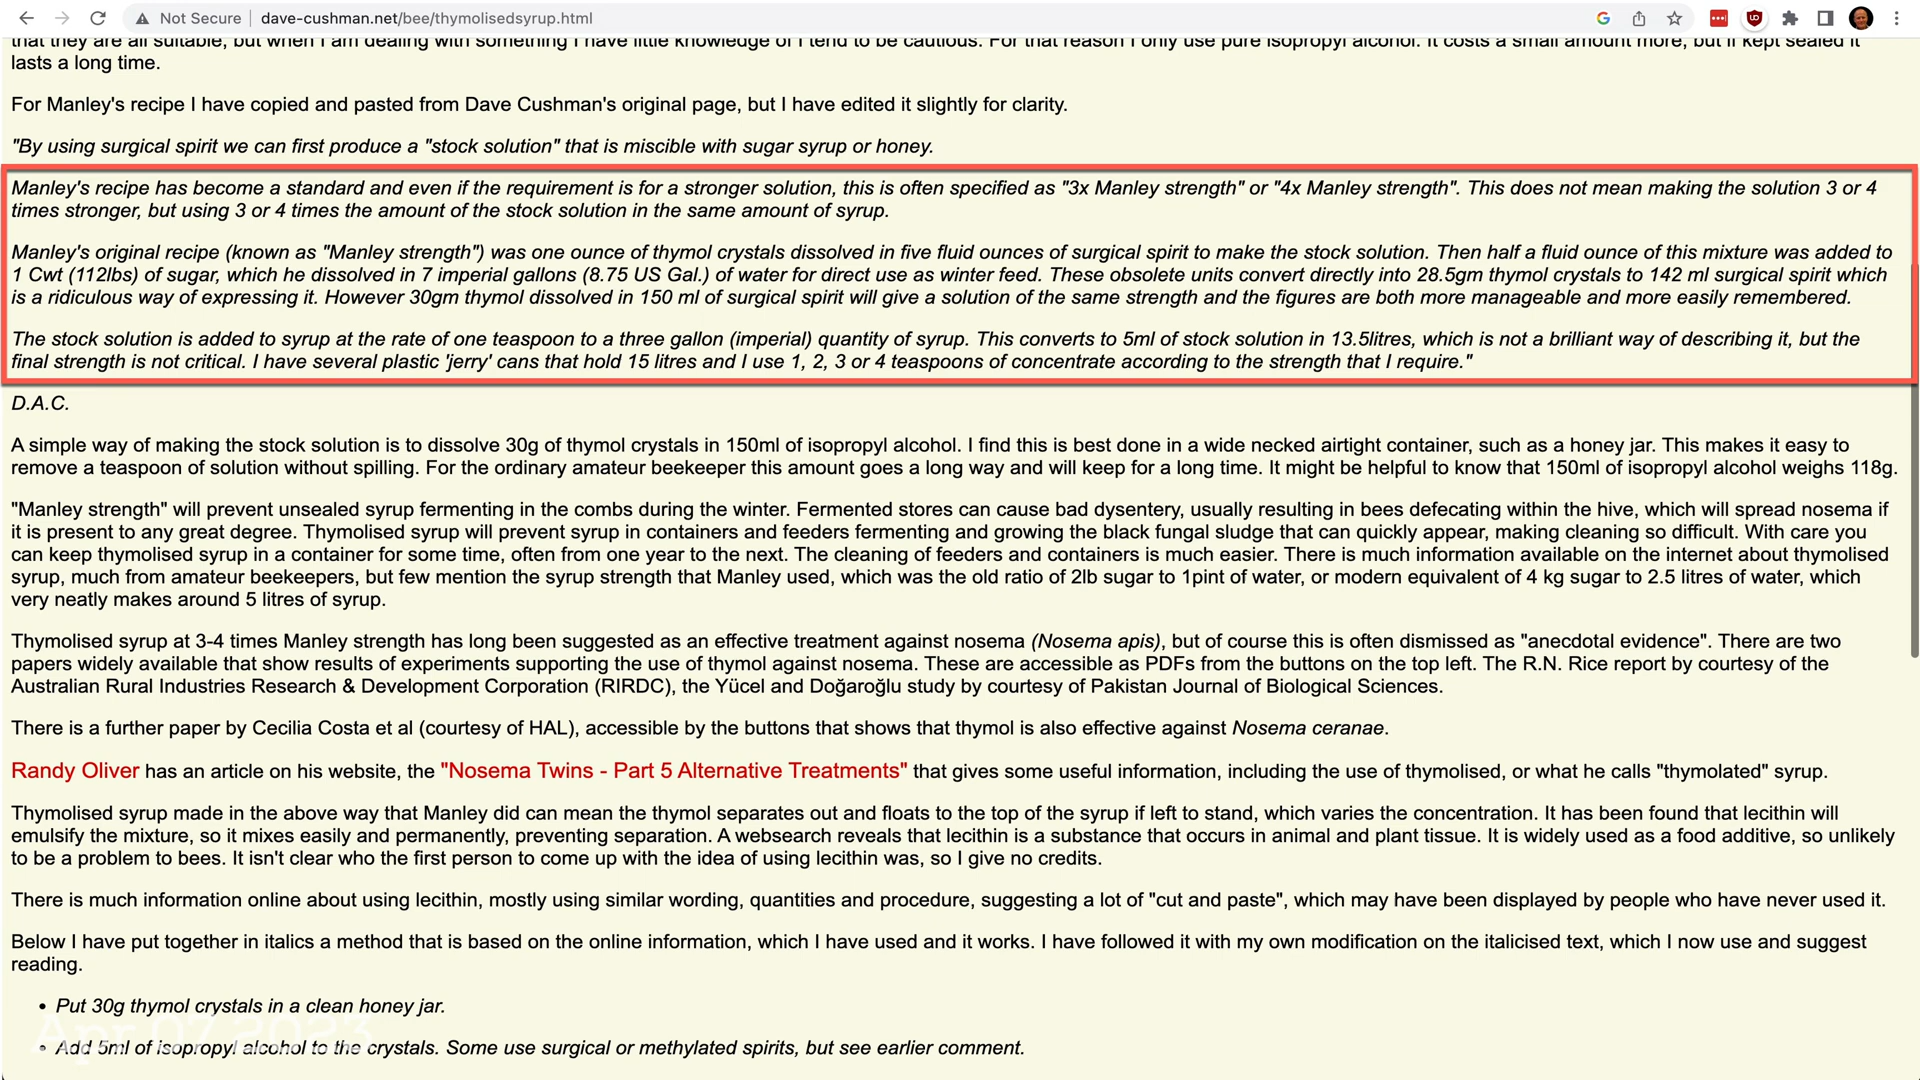 Not Secure
dave-cushman.net/bee/thymolisedsyrup.html
that they are all suitable, but when I am dealing with something I have little knowledge of I tend to be cautious. For that reason I only use pure isopropyl alcohol. It costs a small amount more, but if kept sealed it
lasts a long time.
For Manley's recipe I have copied and pasted from Dave Cushman's original page, but I have edited it slightly for clarity.
"By using surgical spirit we can first produce a "stock solution" that is miscible with sugar syrup or honey.
Manley's recipe has become a standard and even if the requirement is for a stronger solution, this is often specified as "3x Manley strength" or "4x Manley strength". This does not mean making the solution 3 or 4
times stronger, but using 3 or 4 times the amount of the stock solution in the same amount of syrup.
Manley's original recipe (known as "Manley strength") was one ounce of thymol crystals dissolved in five fluid ounces of surgical spirit to make the stock solution. Then half a fluid ounce of this mixture was added to
1 Cwt (112lbs) of sugar, which he dissolved in 7 imperial gallons (8.75 US Gal.) of water for direct use as winter feed. These obsolete units convert directly into 28.5gm thymol crystals to 142 ml surgical spirit which
is a ridiculous way of expressing it. However 30gm thymol dissolved in 150 ml of surgical spirit will give a solution of the same strength and the figures are both more manageable and more easily remembered.
The stock solution is added to syrup at the rate of one teaspoon to a three gallon (imperial) quantity of syrup. This converts to 5ml of stock solution in 13.5litres, which is not a brilliant way of describing it, but the
final strength is not critical. I have several plastic 'jerry' cans that hold 15 litres and I use 1, 2, 3 or 4 teaspoons of concentrate according to the strength that I require."
D.A.C.
A simple way of making the stock solution is to dissolve 30g of thymol crystals in 150ml of isopropyl alcohol. I find this is best done in a wide necked airtight container, such as a honey jar. This makes it easy to
remove a teaspoon of solution without spilling. For the ordinary amateur beekeeper this amount goes a long way and will keep for a long time. It might be helpful to know that 150ml of isopropyl alcohol weighs 118g.
"Manley strength" will prevent unsealed syrup fermenting in the combs during the winter. Fermented stores can cause bad dysentery, usually resulting in bees defecating within the hive, which will spread nosema if
it is present to any great degree. Thymolised syrup will prevent syrup in containers and feeders fermenting and growing the black fungal sludge that can quickly appear, making cleaning so difficult. With care you
can keep thymolised syrup in a container for some time, often from one year to the next. The cleaning of feeders and containers is much easier. There is much information available on the internet about thymolised
syrup, much from amateur beekeepers, but few mention the syrup strength that Manley used, which was the old ratio of 2lb sugar to 1pint of water, or modern equivalent of 4 kg sugar to 2.5 litres of water, which
very neatly makes around 5 litres of syrup.
Thymolised syrup at 3-4 times Manley strength has long been suggested as an effective treatment against nosema (Nosema apis), but of course this is often dismissed as "anecdotal evidence". There are two
papers widely available that show results of experiments supporting the use of thymol against nosema. These are accessible as PDFs from the buttons on the top left. The R.N. Rice report by courtesy of the
Australian Rural Industries Research & Development Corporation (RIRDC), the Yücel and Doğaroğlu study by courtesy of Pakistan Journal of Biological Sciences.
There is a further paper by Cecilia Costa et al (courtesy of HAL), accessible by the buttons that shows that thymol is also effective against Nosema ceranae.
Randy Oliver has an article on his website, the "Nosema Twins - Part 5 Alternative Treatments" that gives some useful information, including the use of thymolised, or what he calls "thymolated" syrup.
Thymolised syrup made in the above way that Manley did can mean the thymol separates out and floats to the top of the syrup if left to stand, which varies the concentration. It has been found that lecithin will
emulsify the mixture, so it mixes easily and permanently, preventing separation. A websearch reveals that lecithin is a substance that occurs in animal and plant tissue. It is widely used as a food additive, so unlikely
to be a problem to bees. It isn't clear who the first person to come up with the idea of using lecithin was, so I give no credits.
There is much information online about using lecithin, mostly using similar wording, quantities and procedure, suggesting a lot of "cut and paste", which may have been displayed by people who have never used it.
Below I have put together in italics a method that is based on the online information, which I have used and it works. I have followed it with my own modification on the italicised text, which I now use and suggest
reading.
• Put 30g thymol crystals in a clean honey jar.
Apr 07 2023
• Add 5ml of isopropyl alcohol to the crystals. Some use surgical or methylated spirits, but see earlier comment.